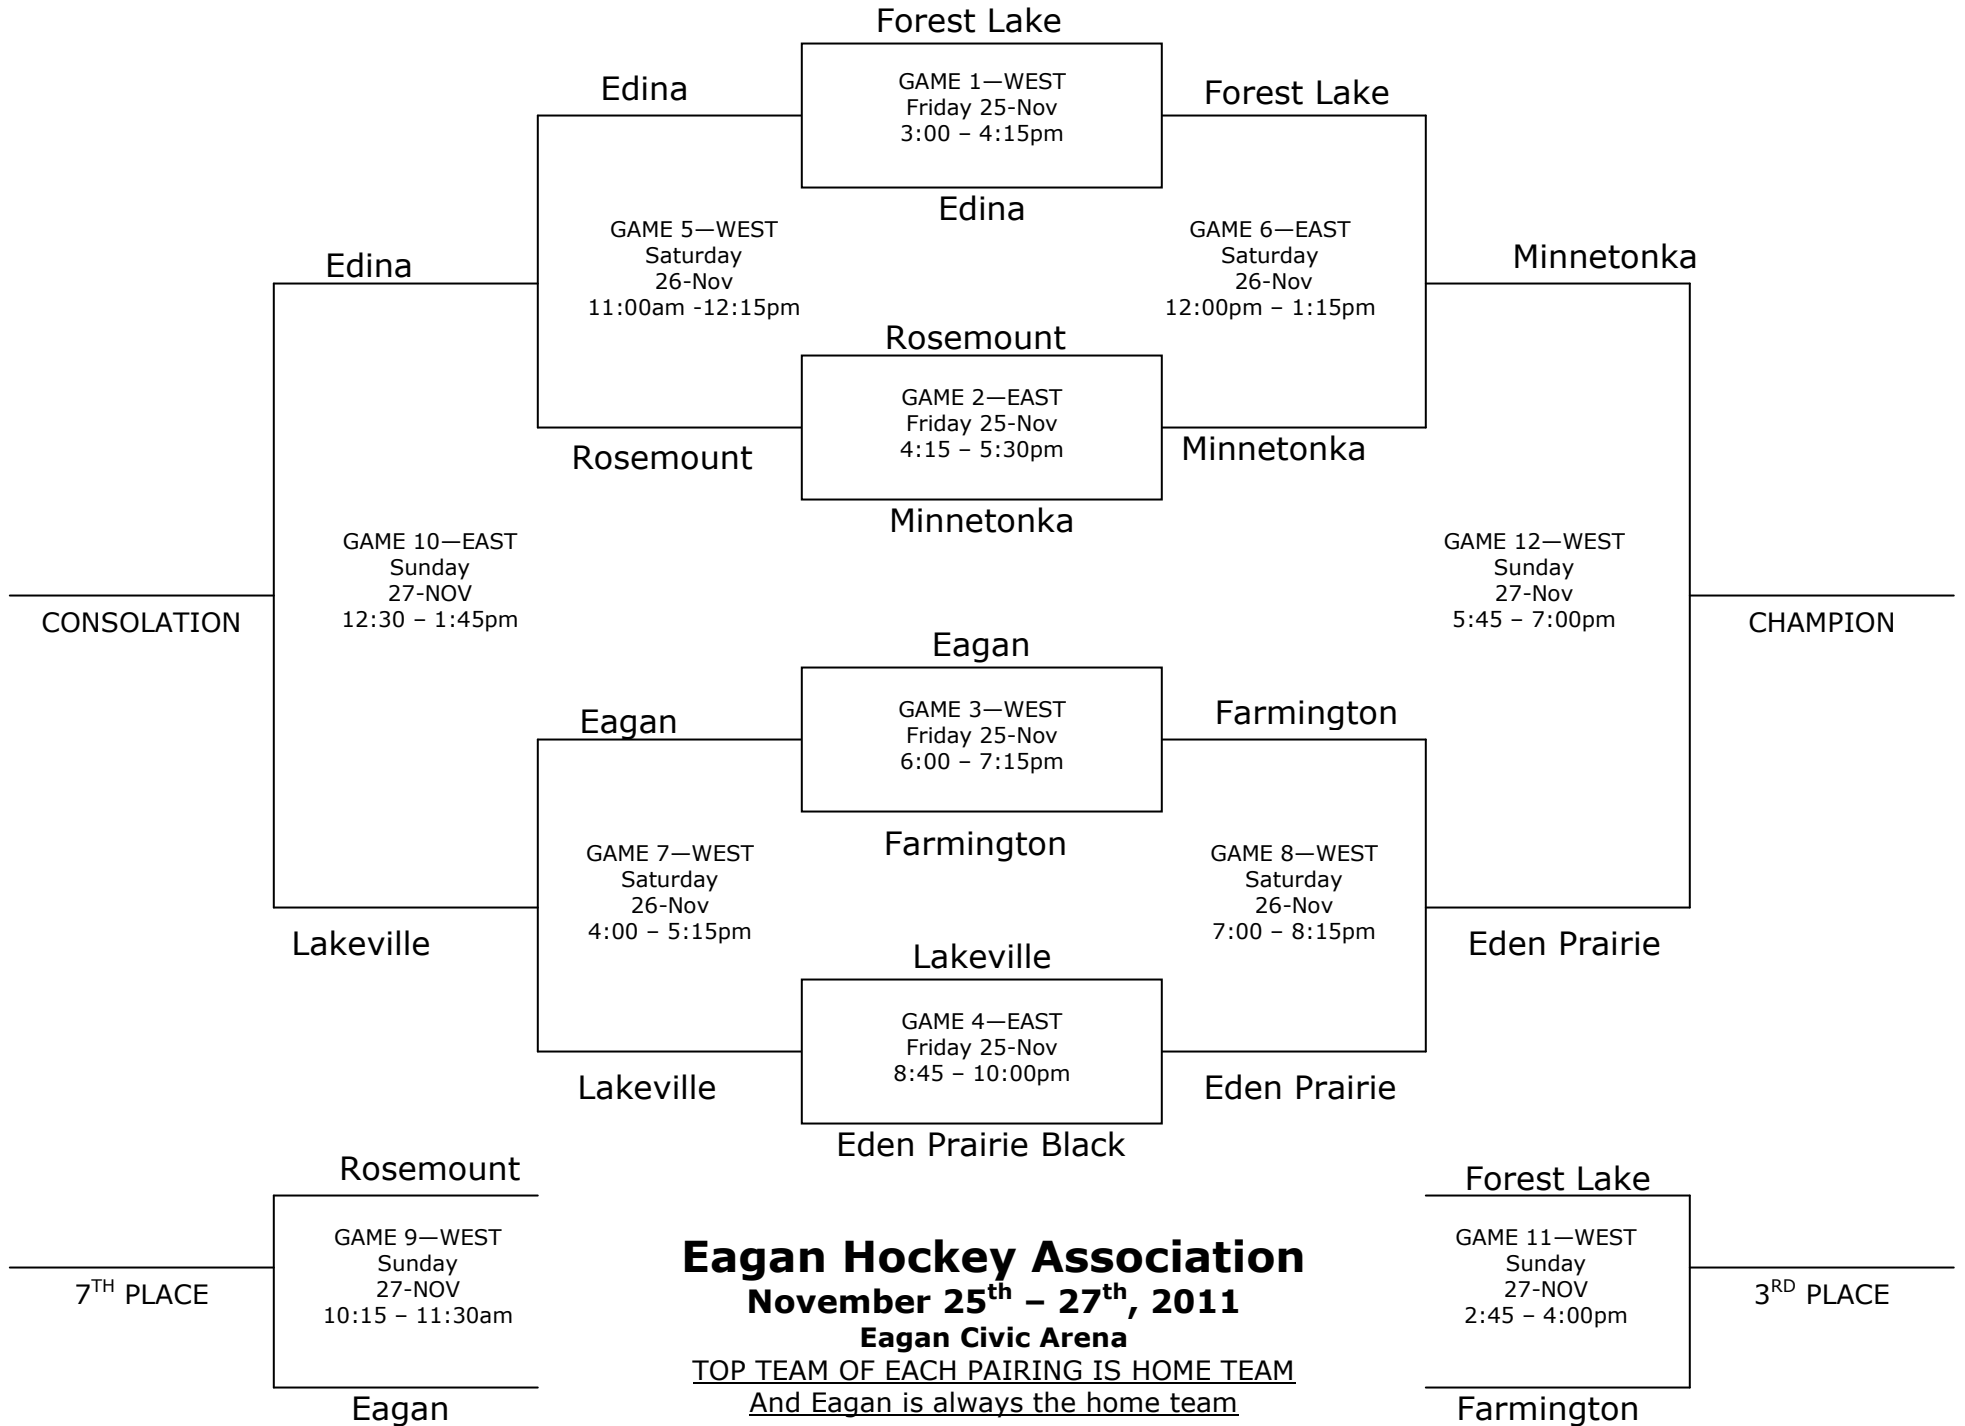 Forest Lake
GAME 1—WEST
Friday 25-Nov
3:00 – 4:15pm
Edina
Edina
Forest Lake
GAME 5—WEST
Saturday
26-Nov
11:00am -12:15pm
GAME 6—EAST
Saturday
26-Nov
12:00pm – 1:15pm
Edina
Minnetonka
Rosemount
GAME 2—EAST
Friday 25-Nov
4:15 – 5:30pm
Minnetonka
Rosemount
Minnetonka
GAME 10—EAST
Sunday
27-NOV
12:30 – 1:45pm
GAME 12—WEST
Sunday
27-Nov
5:45 – 7:00pm
CONSOLATION
CHAMPION
Eagan
GAME 3—WEST
Friday 25-Nov
6:00 – 7:15pm
Farmington
Eagan
Farmington
GAME 7—WEST
Saturday
26-Nov
4:00 – 5:15pm
GAME 8—WEST
Saturday
26-Nov
7:00 – 8:15pm
Lakeville
Eden Prairie
Lakeville
GAME 4—EAST
Friday 25-Nov
8:45 – 10:00pm
Eden Prairie Black
Lakeville
Eden Prairie
Rosemount
GAME 9—WEST
Sunday
27-NOV
10:15 – 11:30am
7TH PLACE
Eagan
Eagan Hockey Association
November 25th – 27th, 2011
Eagan Civic Arena
TOP TEAM OF EACH PAIRING IS HOME TEAM
And Eagan is always the home team
Forest Lake
GAME 11—WEST
Sunday
27-NOV
2:45 – 4:00pm
3RD PLACE
Farmington